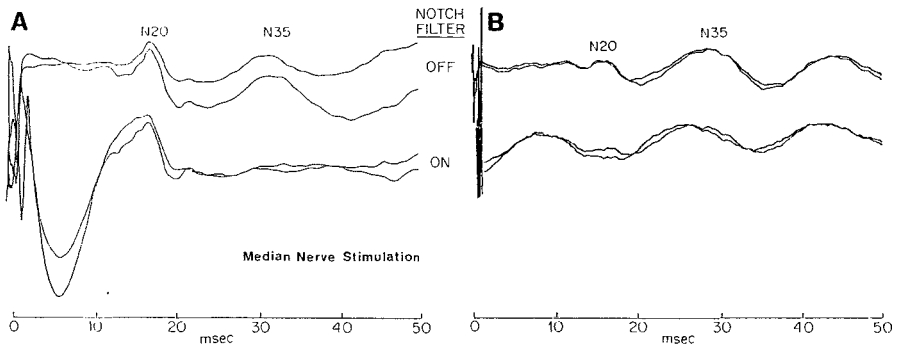 A
NOTCH
FILTER
B
N20
N35
OFF
N20
N35
ON
Median Nerve Stimulation
0 10 20 30 40 50
msec
0 10 20 30 40 50
msec